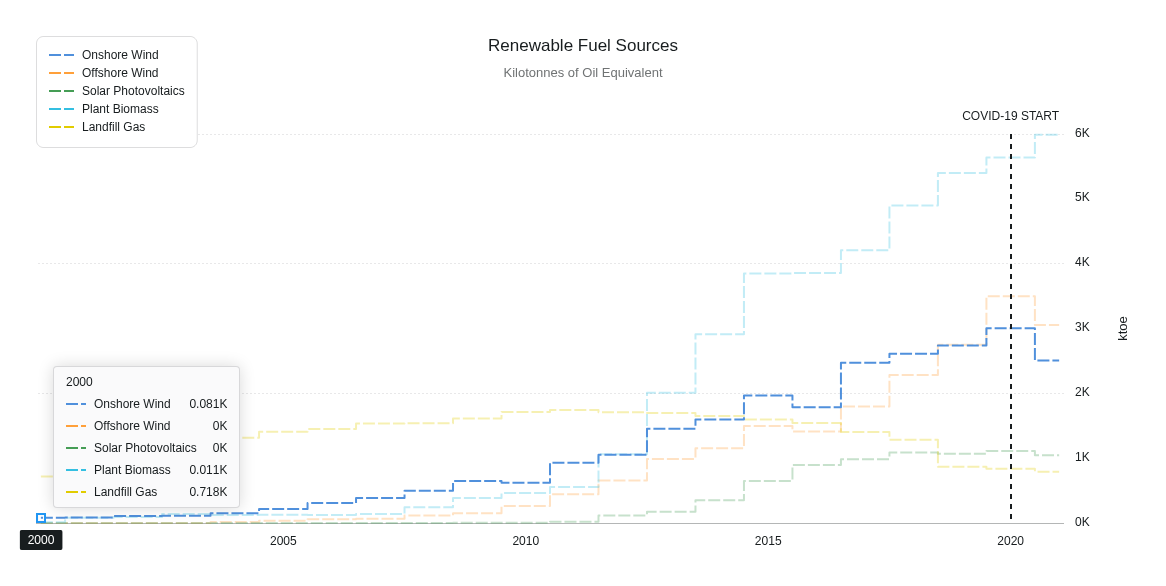 Renewable Fuel Sources
Kilotonnes of Oil Equivalent
Onshore Wind
Offshore Wind
Solar Photovoltaics
Plant Biomass
Landfill Gas
COVID-19 START
6K
5K
4K
3K
2K
1K
0K
ktoe
2000
Onshore Wind 0.081K
Offshore Wind 0K
Solar Photovoltaics 0K
Plant Biomass 0.011K
Landfill Gas 0.718K
2000 2005 2010 2015 2020